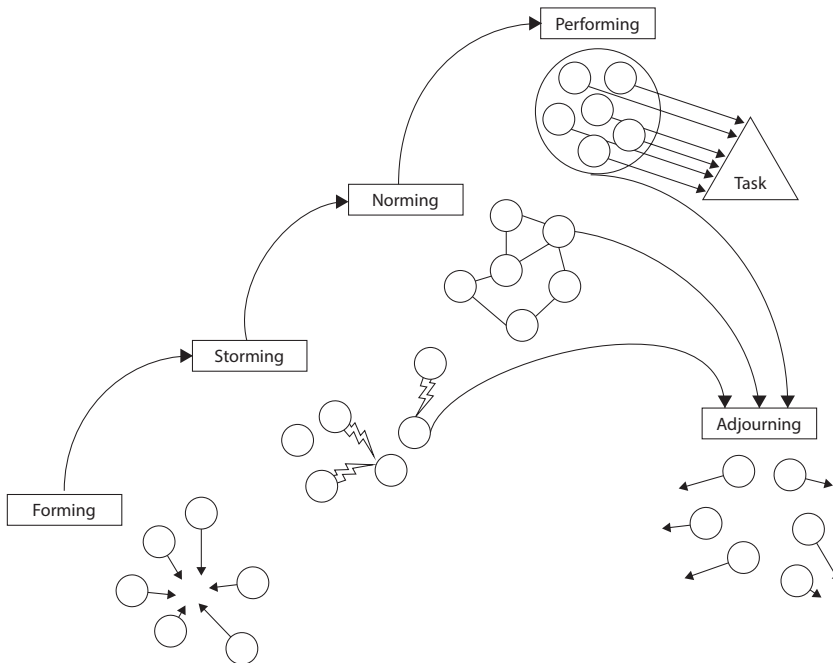 Performing
Task
Norming
Storming
Adjourning
Forming